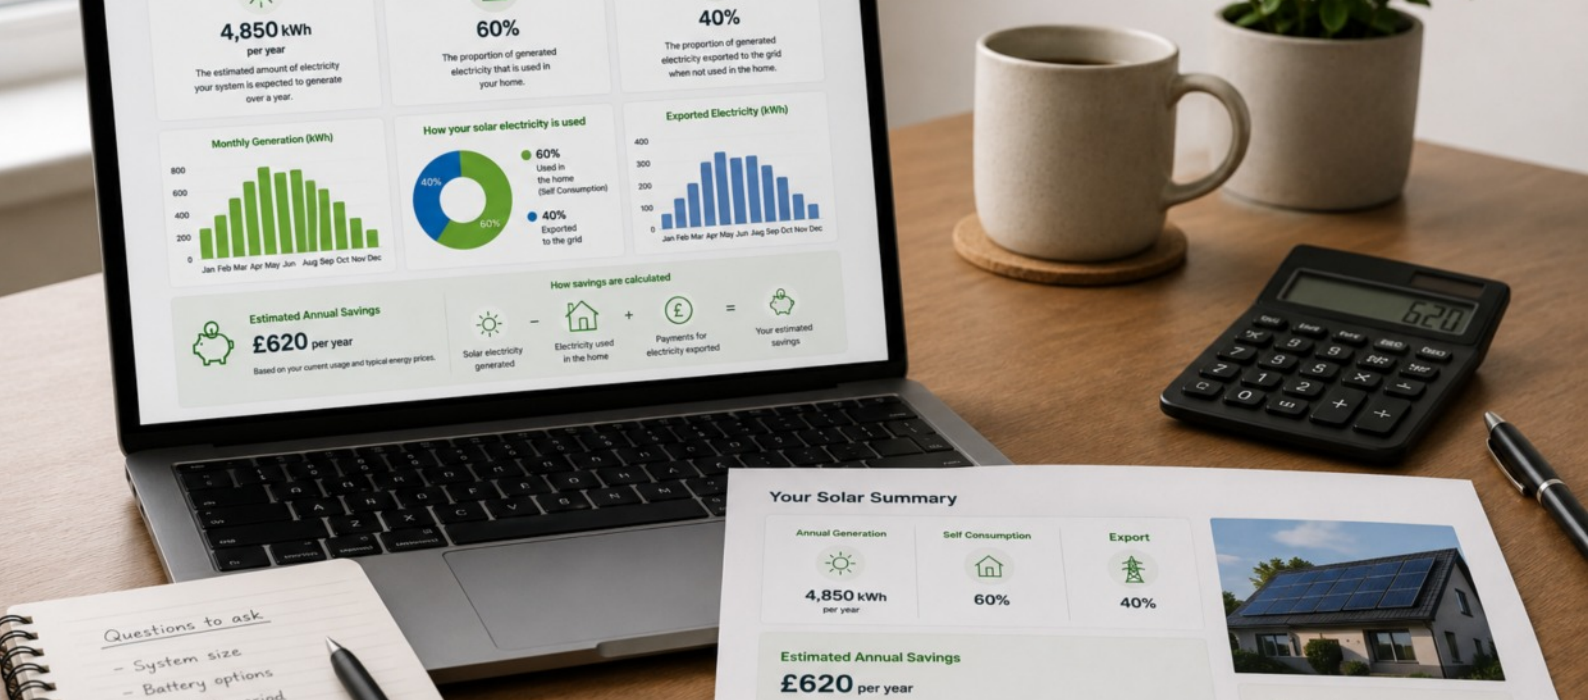 4,850 kWh
per year
The estimated amount of electricity
your system is expected to generate
over a year.
60%
The proportion of generated
electricity that is used in
your home.
40%
The proportion of generated
electricity exported to the grid
when not used in the home.
Monthly Generation (kWh)
800
600
400
200
0
Jan Feb Mar Apr May Jun Aug Sep Oct Nov Dec
How your solar electricity is used
40%
60%
60%
Used in
the home
(Self Consumption)
40%
Exported
to the grid
Exported Electricity (kWh)
400
300
200
100
0
Jan Feb Mar Apr May Jun Sep Oct Nov Dec
Estimated Annual Savings
£620 per year
Based on your current usage and typical energy prices.
How savings are calculated
Solar electricity
generated
−
Electricity used
in the home
+
£
Payments for
electricity exported
=
Your estimated
savings
620
7 8 5 X
C 0 + +
Your Solar Summary
Annual Generation
4,850 kWh
per year
Self Consumption
60%
Export
40%
Estimated Annual Savings
£620 per year
Questions to ask
- System size
- Battery options